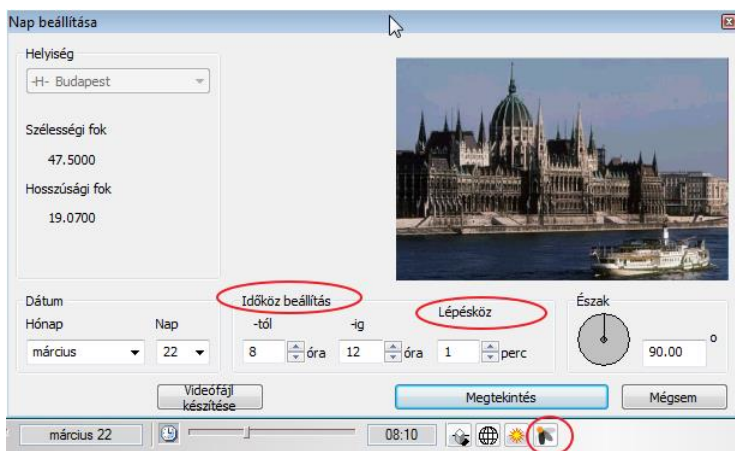 Nap beállítása
Helyiség
-H- Budapest
Szélességi fok
47.5000
Hosszúsági fok
19.0700
Dátum
Hónap
Nap
március
22
Időköz beállítás
-tól
-ig
8
óra
12
óra
Lépésköz
1
perc
Észak
90.00
o
Videófájl
készítése
Megtekintés
Mégsem
március 22
08:10